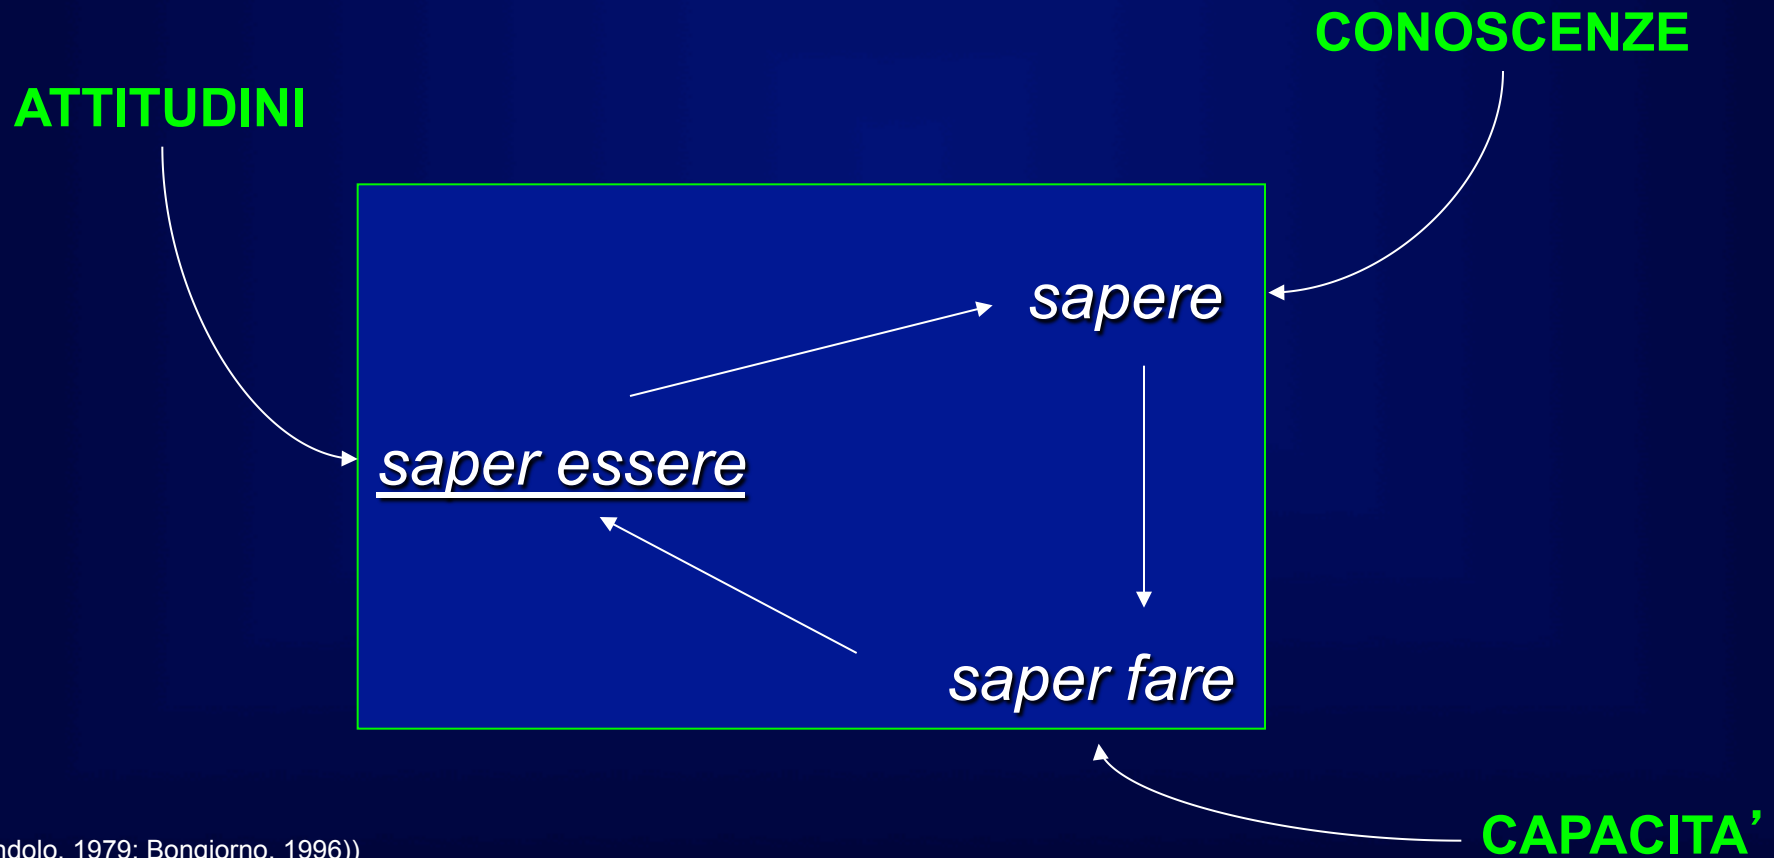 CONOSCENZE
ATTITUDINI
sapere
saper essere
saper fare
CAPACITA’
1979; Bongiorno, 1996))